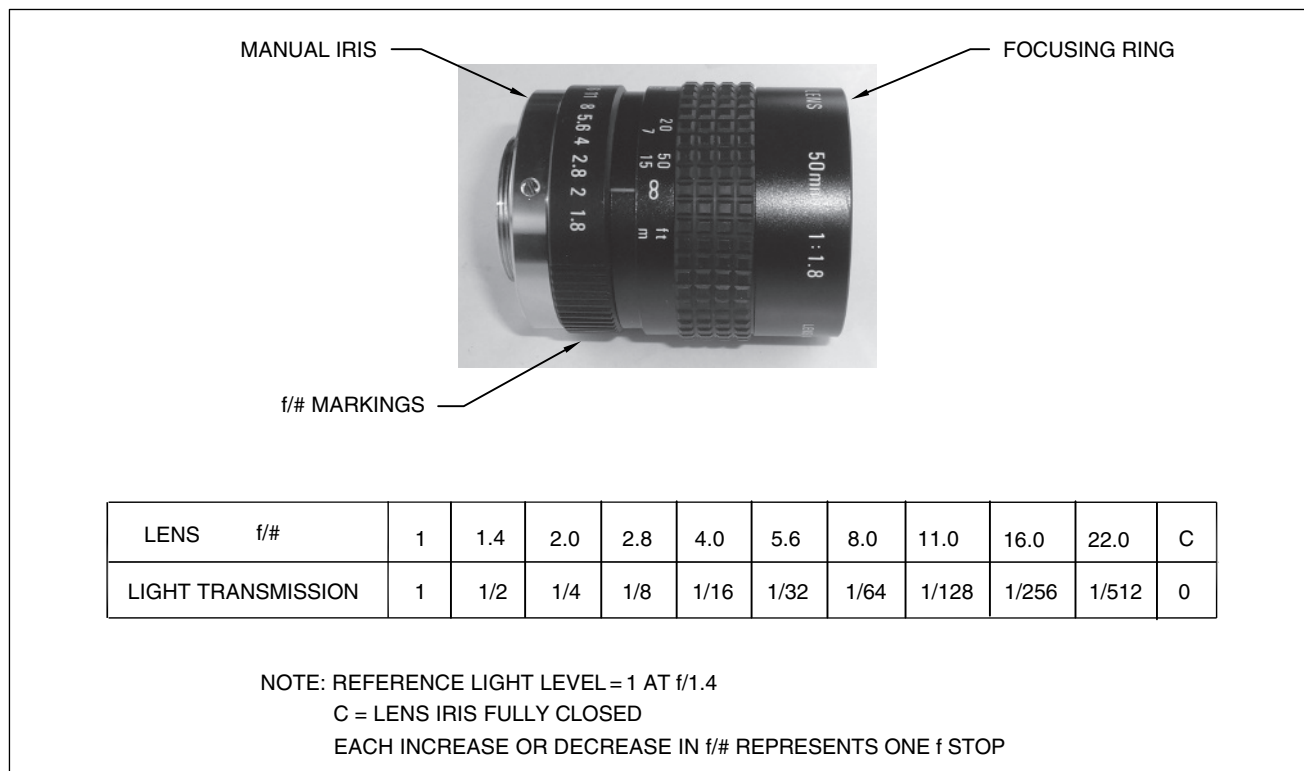 MANUAL IRIS
FOCUSING RING
11 8 5.6 4 2.8 2 1.8
20 50 ∞ ft
7 15 m
LENS 50mm 1:1.8
f/# MARKINGS
LENS f/# 1 1.4 2.0 2.8 4.0 5.6 8.0 11.0 16.0 22.0 C
LIGHT TRANSMISSION 1 1/2 1/4 1/8 1/16 1/32 1/64 1/128 1/256 1/512 0
NOTE: REFERENCE LIGHT LEVEL = 1 AT f/1.4
C = LENS IRIS FULLY CLOSED
EACH INCREASE OR DECREASE IN f/# REPRESENTS ONE f STOP